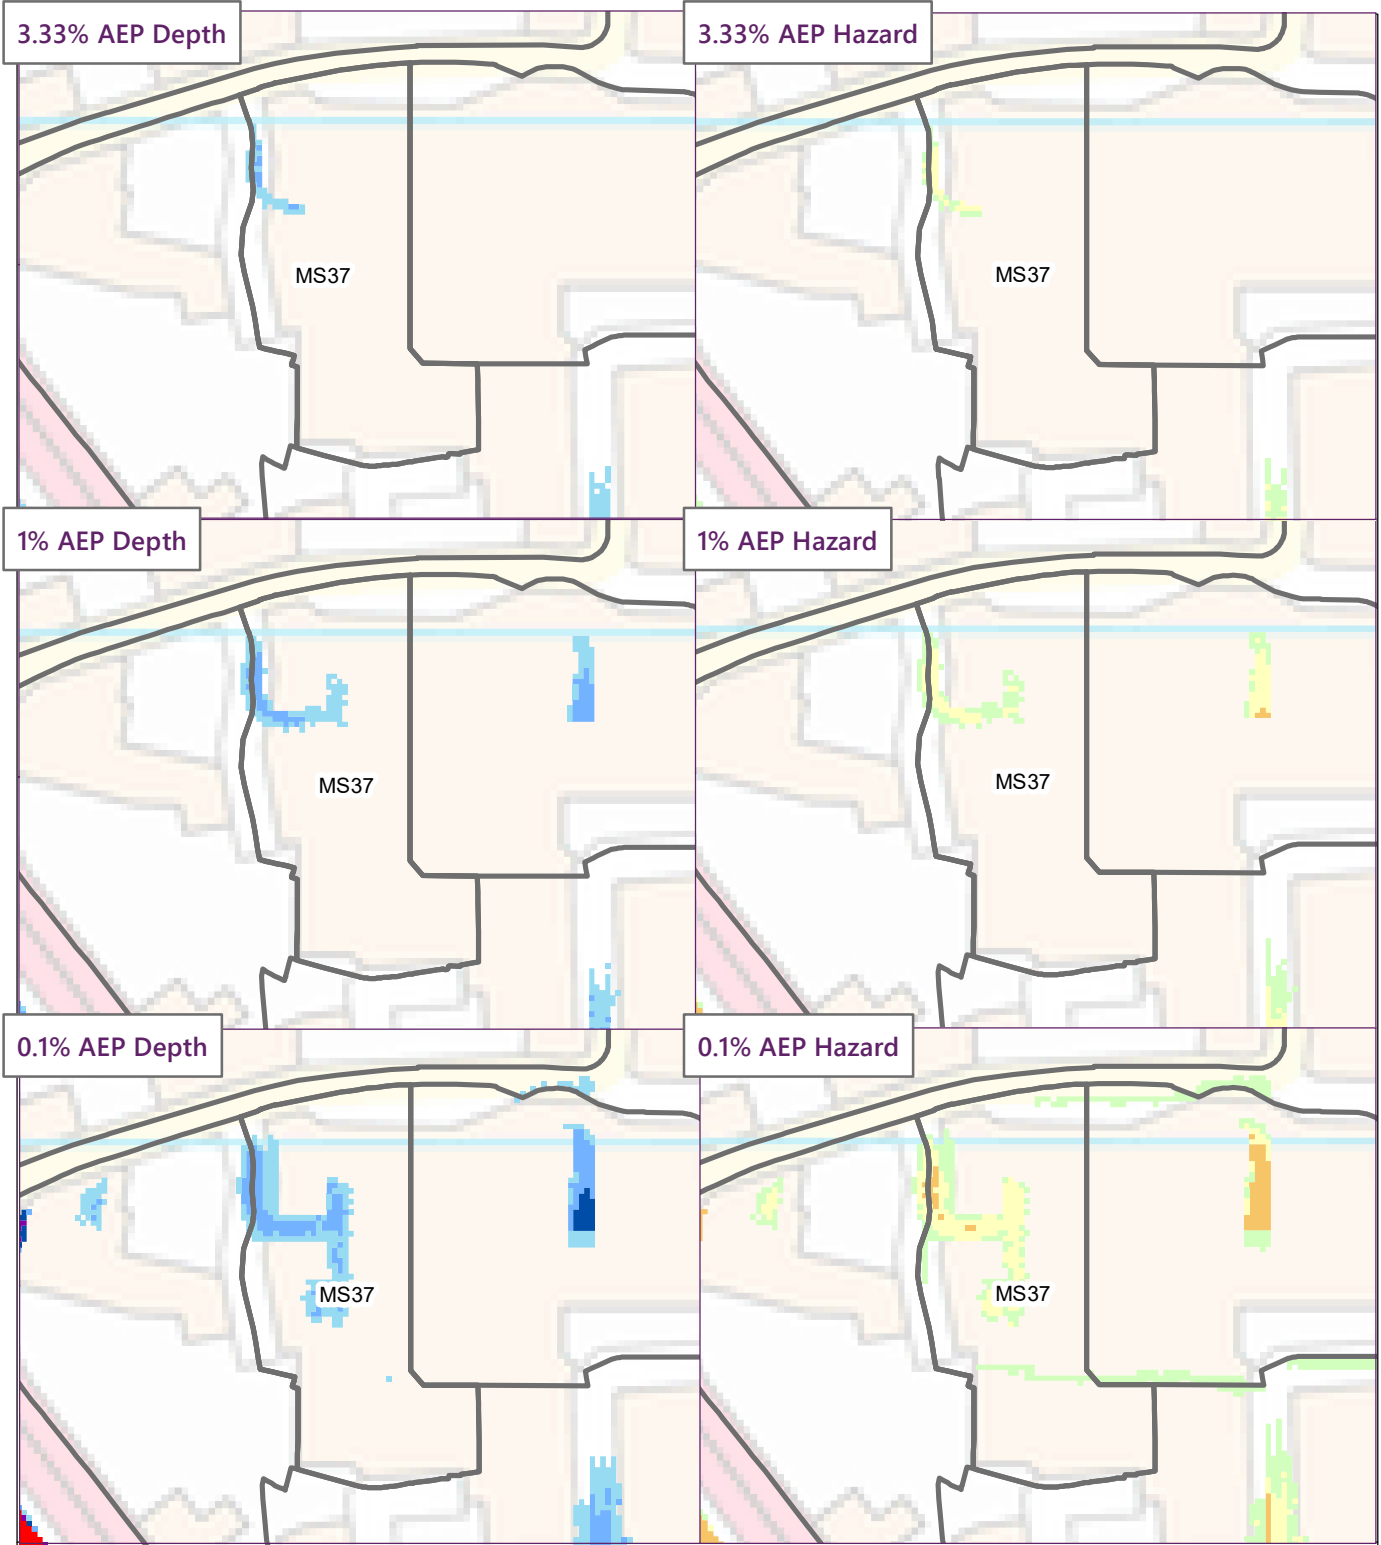 3.33% AEP Depth
3.33% AEP Hazard
MS37
MS37
1% AEP Depth
1% AEP Hazard
MS37
MS37
0.1% AEP Depth
0.1% AEP Hazard
MS37
MS37